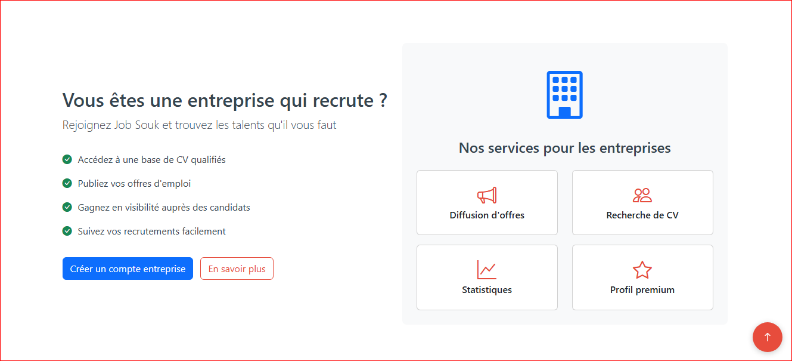 Vous êtes une entreprise qui recrute ?
Rejoignez Job Souk et trouvez les talents qu'il vous faut
Accédez à une base de CV qualifiés
Publiez vos offres d'emploi
Gagnez en visibilité auprès des candidats
Suivez vos recrutements facilement
Créer un compte entreprise
En savoir plus
Nos services pour les entreprises
Diffusion d'offres
Recherche de CV
Statistiques
Profil premium